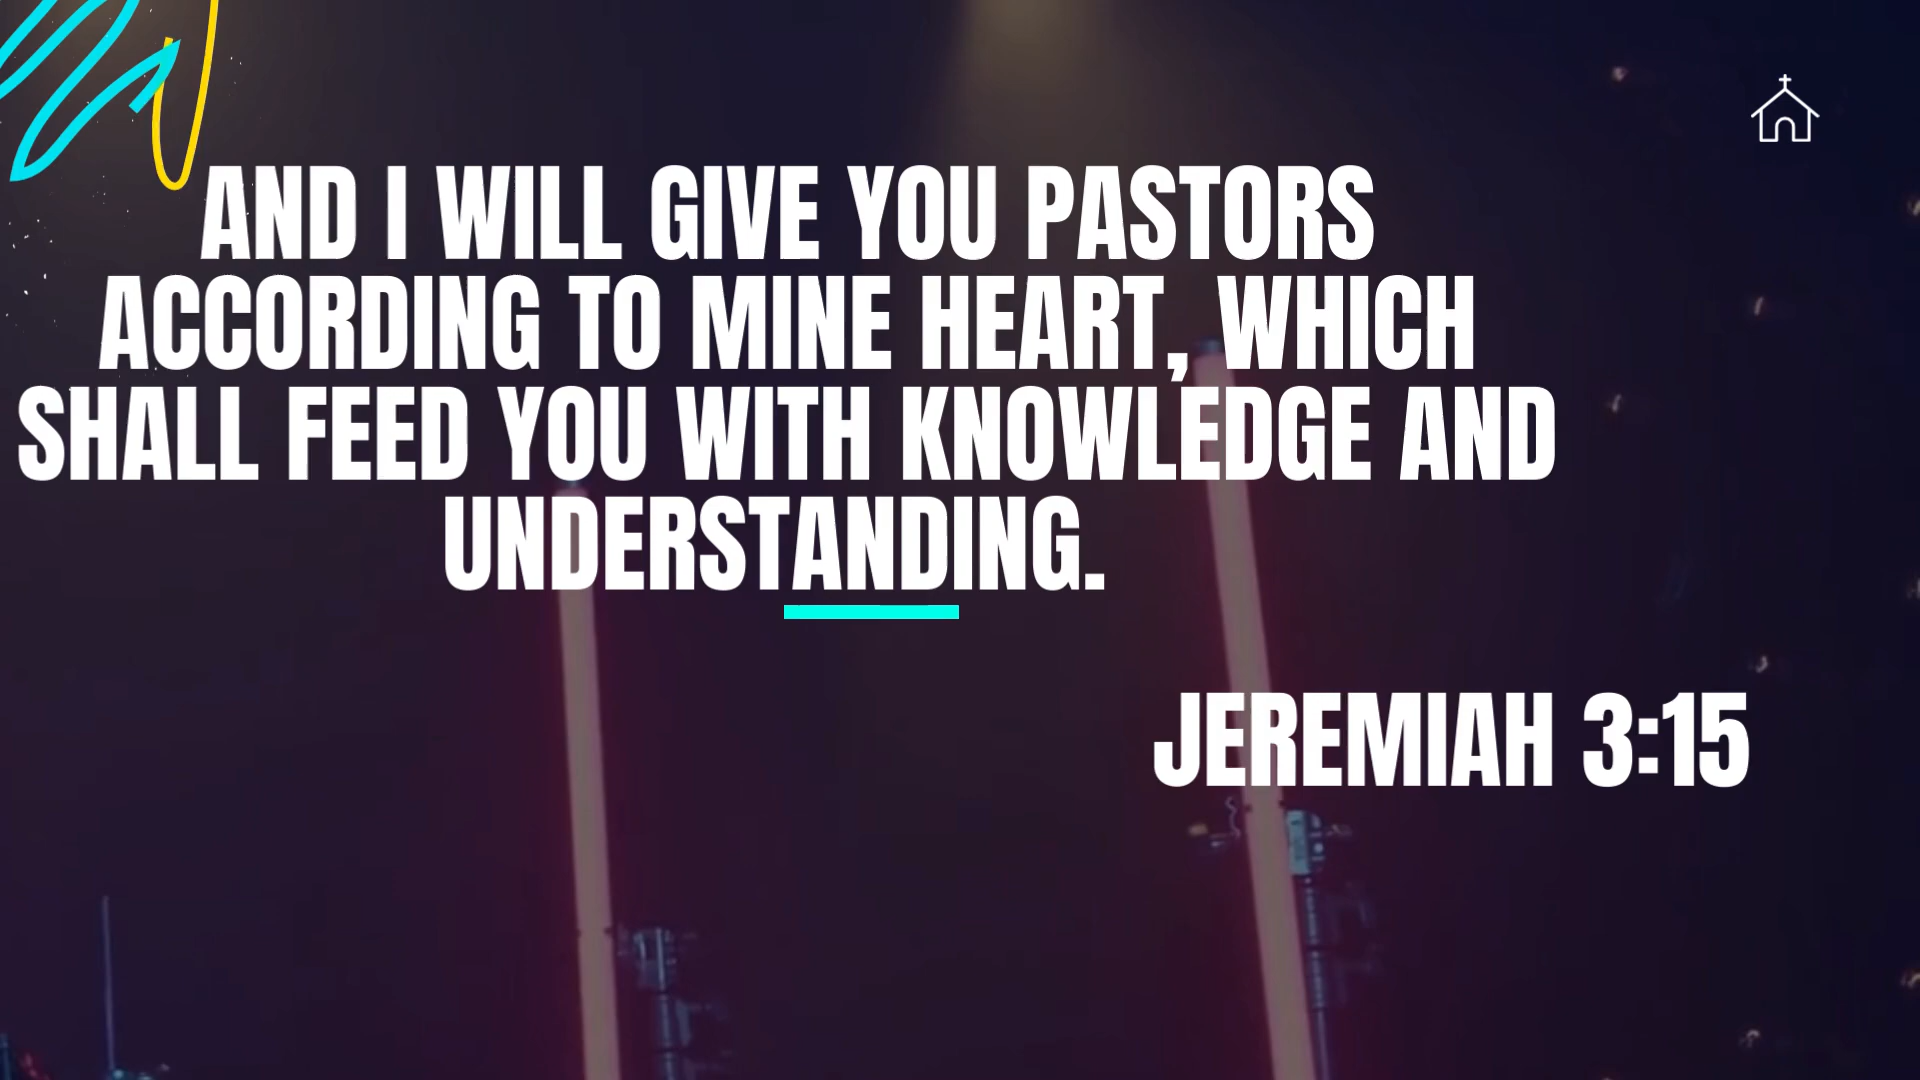 AND I WILL GIVE YOU PASTORS
ACCORDING TO MINE HEART, WHICH
SHALL FEED YOU WITH KNOWLEDGE AND
UNDERSTANDING.
JEREMIAH 3:15